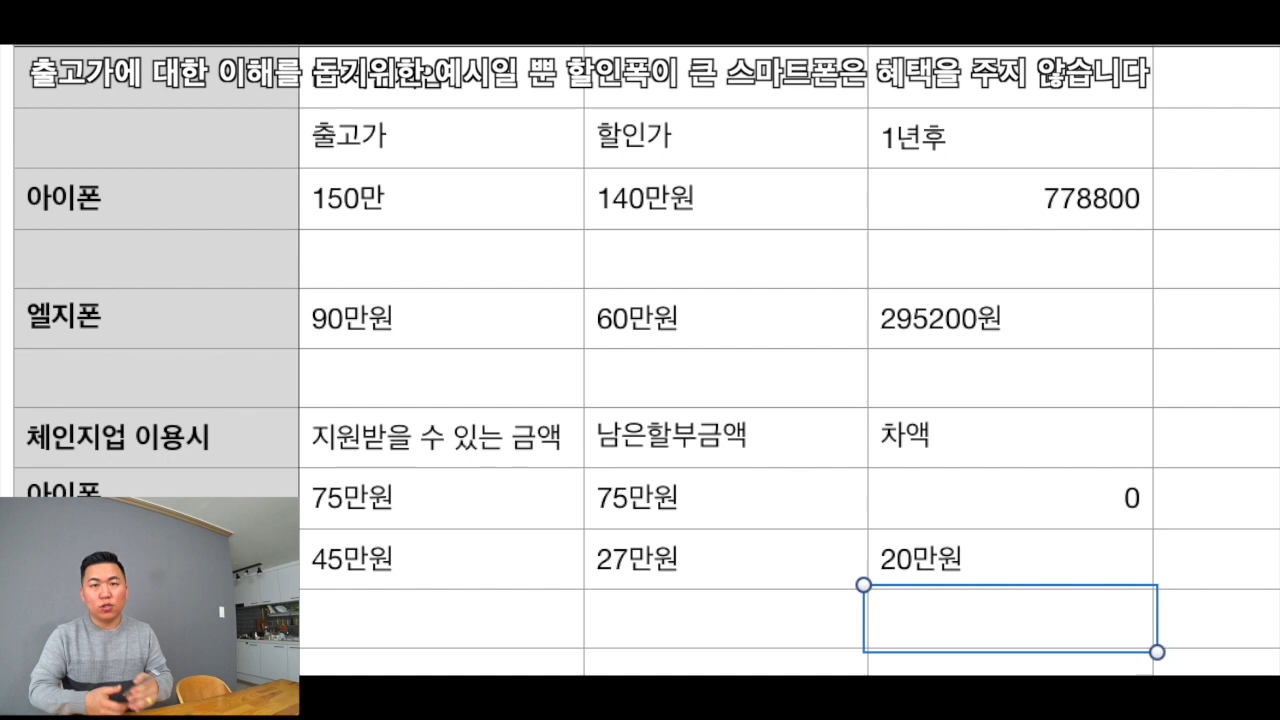 출고가에 대한 이해를 돕기위한 예시일 뿐 할인폭이 큰 스마트폰은 혜택을 주지 않습니다
출고가 할인가 1년후
아이폰 150만 140만원 778800
엘지폰 90만원 60만원 295200원
체인지업 이용시 지원받을 수 있는 금액 남은할부금액 차액
아이폰 75만원 75만원 0
45만원 27만원 20만원